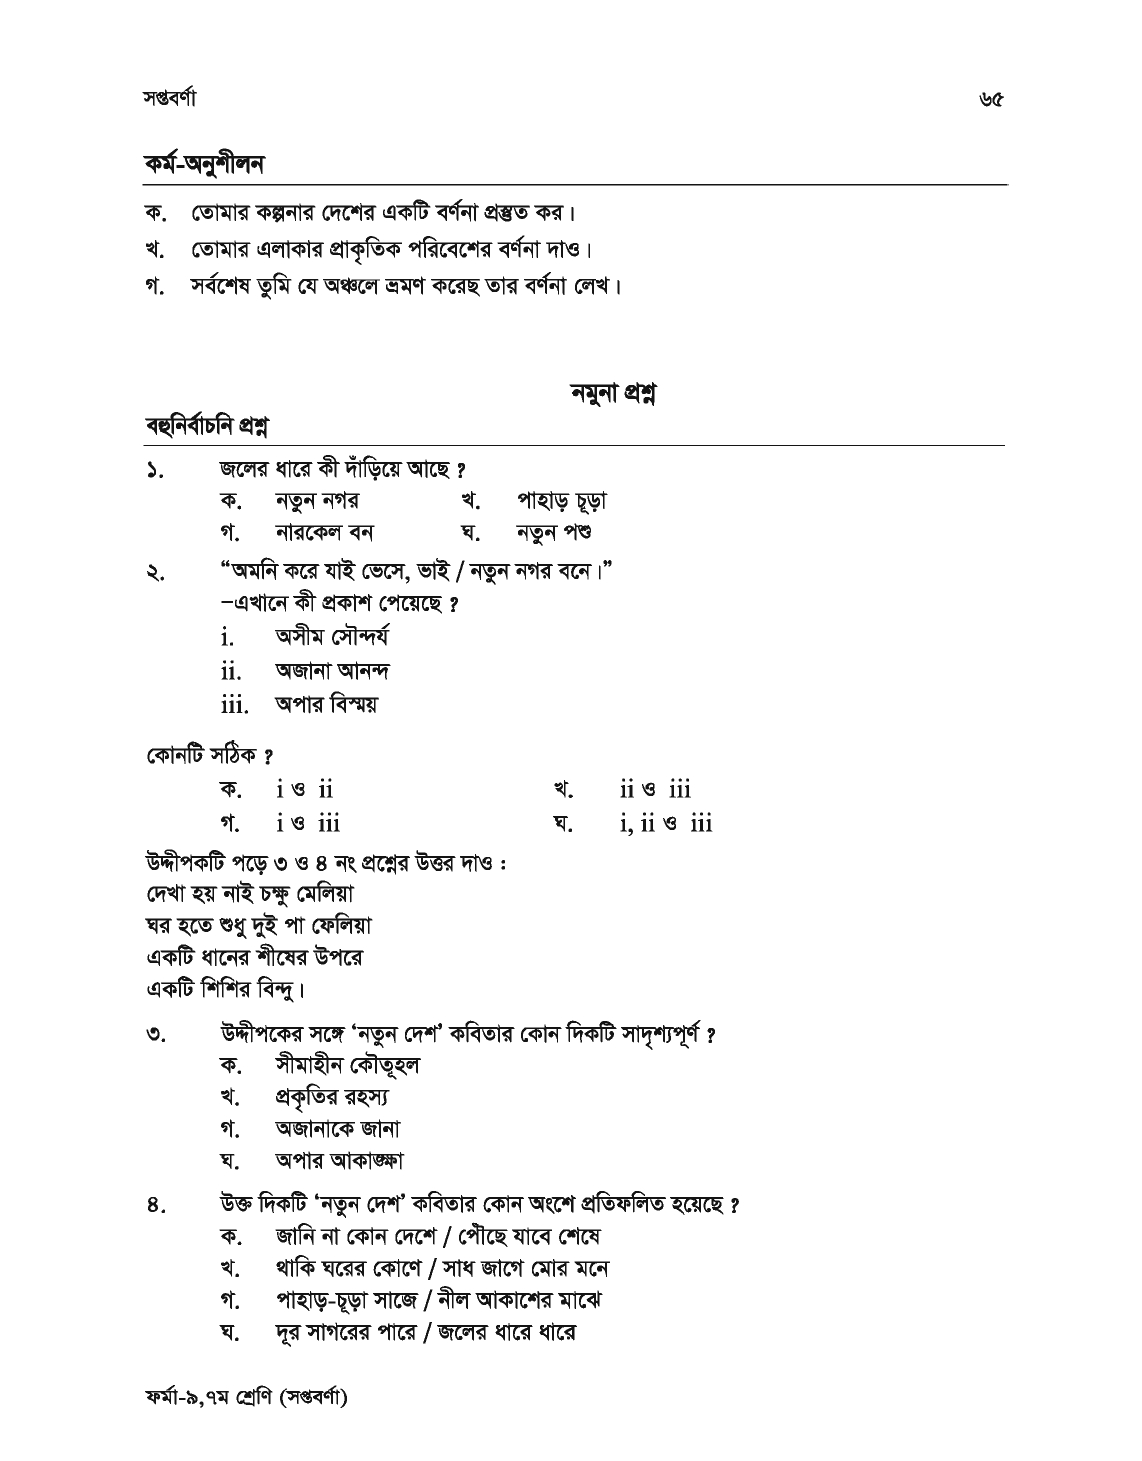 সপ্তবর্ণা ৬৫
কর্ম-অনুশীলন
ক. তোমার কল্পনার দেশের একটি বর্ণনা প্রস্তুত কর।
খ. তোমার এলাকার প্রাকৃতিক পরিবেশের বর্ণনা দাও।
গ. সর্বশেষ তুমি যে অঞ্চলে ভ্রমণ করেছ তার বর্ণনা লেখ।
নমুনা প্রশ্ন
বহুনির্বাচনি প্রশ্ন
১. জলের ধারে কী দাঁড়িয়ে আছে ?
ক. নতুন নগর খ. পাহাড় চূড়া
গ. নারকেল বন ঘ. নতুন পশু
২. “অমনি করে যাই ভেসে, ভাই / নতুন নগর বনে।”
–এখানে কী প্রকাশ পেয়েছে ?
i. অসীম সৌন্দর্য
ii. অজানা আনন্দ
iii. অপার বিস্ময়
কোনটি সঠিক ?
ক. i ও ii খ. ii ও iii
গ. i ও iii ঘ. i, ii ও iii
উদ্দীপকটি পড়ে ৩ ও ৪ নং প্রশ্নের উত্তর দাও :
দেখা হয় নাই চক্ষু মেলিয়া
ঘর হতে শুধু দুই পা ফেলিয়া
একটি ধানের শীষের উপরে
একটি শিশির বিন্দু।
৩. উদ্দীপকের সঙ্গে ‘নতুন দেশ’ কবিতার কোন দিকটি সাদৃশ্যপূর্ণ ?
ক. সীমাহীন কৌতূহল
খ. প্রকৃতির রহস্য
গ. অজানাকে জানা
ঘ. অপার আকাঙ্ক্ষা
৪. উক্ত দিকটি ‘নতুন দেশ’ কবিতার কোন অংশে প্রতিফলিত হয়েছে ?
ক. জানি না কোন দেশে / পৌঁছে যাবে শেষে
খ. থাকি ঘরের কোণে / সাধ জাগে মোর মনে
গ. পাহাড়-চূড়া সাজে / নীল আকাশের মাঝে
ঘ. দূর সাগরের পারে / জলের ধারে ধারে
ফর্মা-৯,৭ম শ্রেণি (সপ্তবর্ণা)